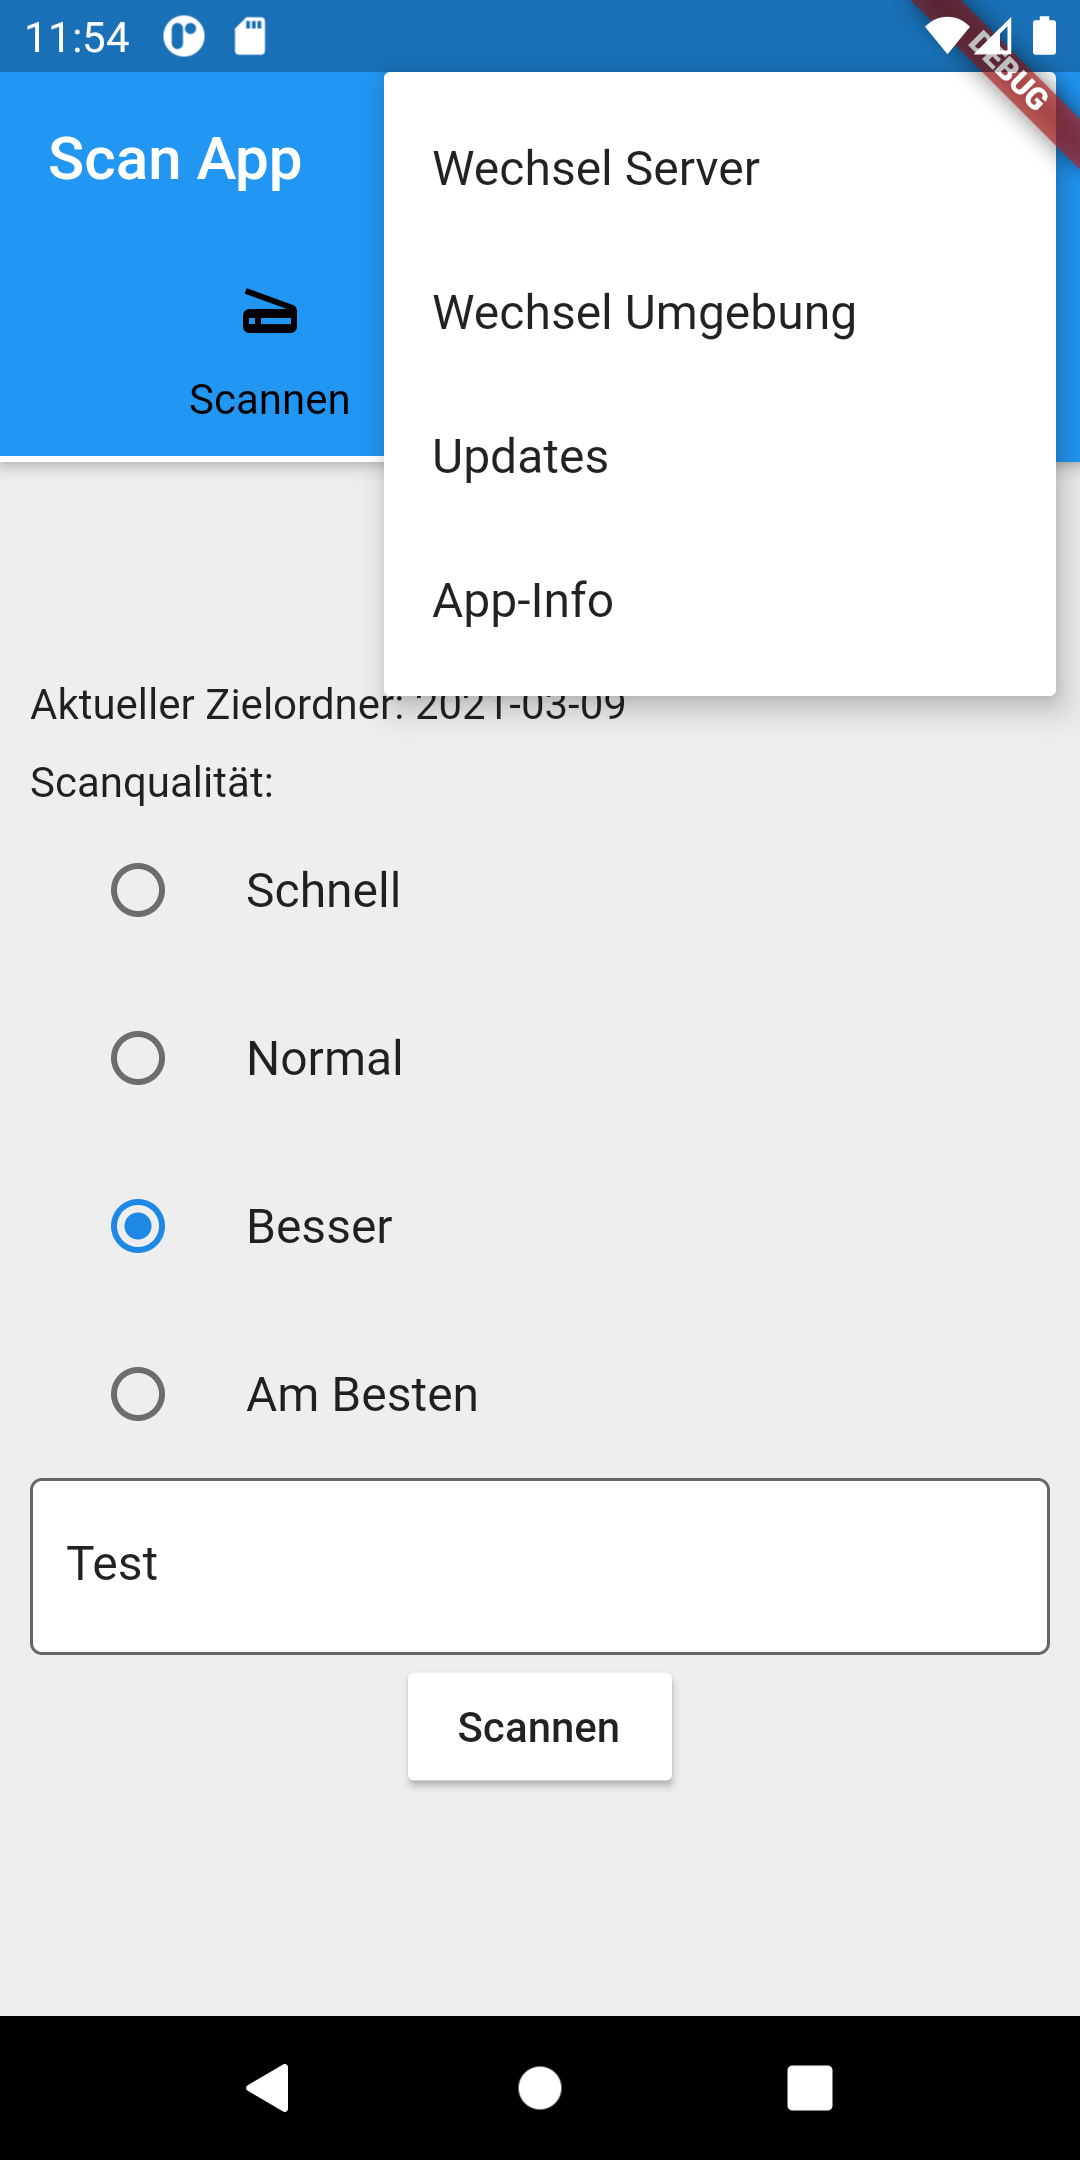 11:54
DEBUG
Scan App
Wechsel Server
Wechsel Umgebung
Scannen
Updates
App-Info
Aktueller Zielordner: 2021-03-09
Scanqualität:
Schnell
Normal
Besser
Am Besten
Test
Scannen